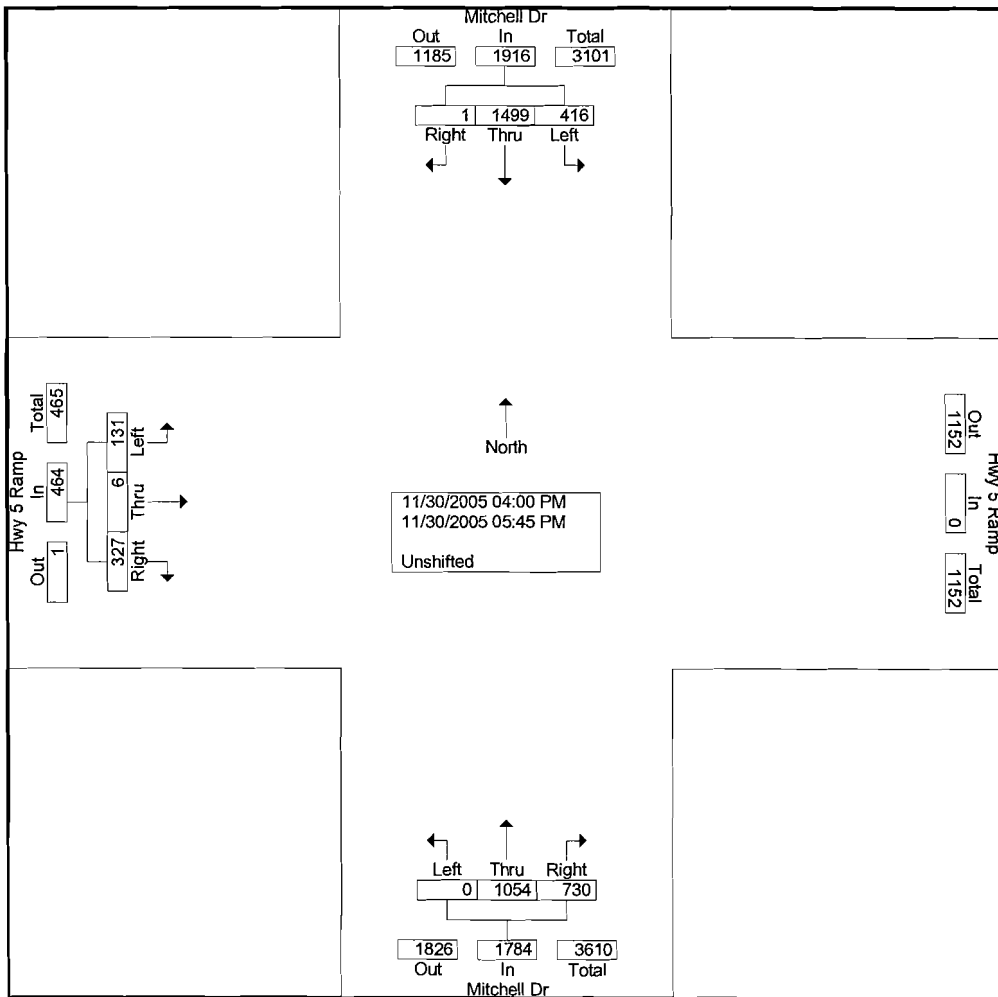 Mitchell Dr
Out In Total
1185 1916 3101
1 1499 416
Right Thru Left
Hwy 5 Ramp
Total In Out
465 464 1
131 6 327
Left Thru Right
North
11/30/2005 04:00 PM
11/30/2005 05:45 PM
Unshifted
Hwy 5 Ramp
Out In Total
1152 0 1152
Left Thru Right
0 1054 730
1826 1784 3610
Out In Total
Mitchell Dr